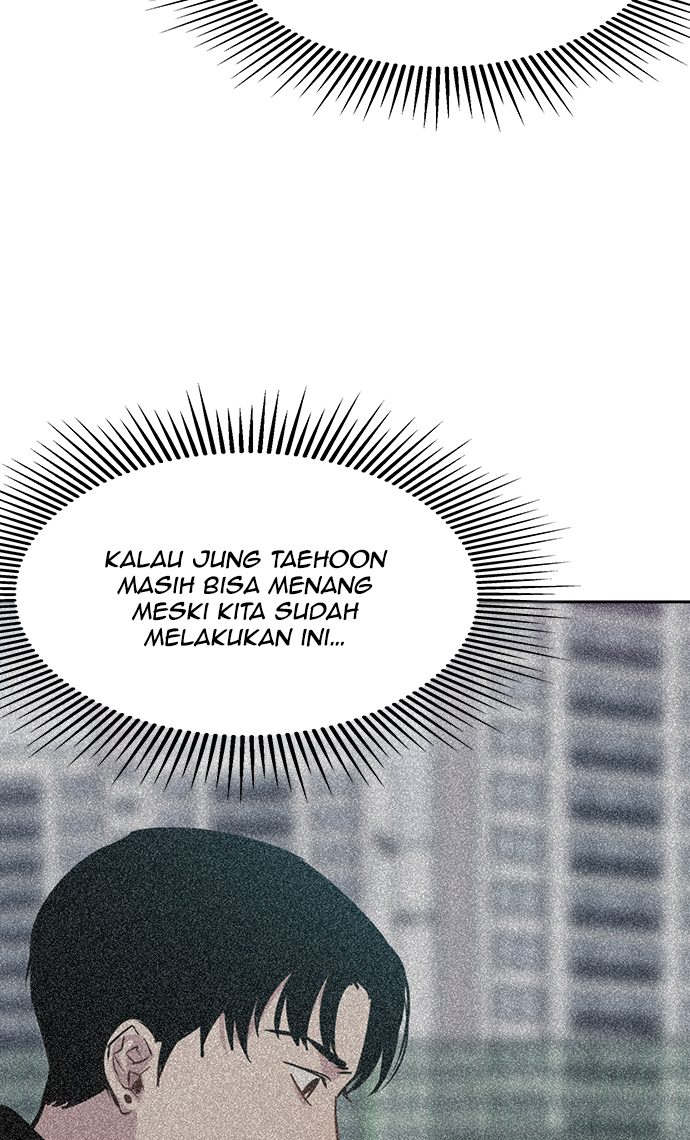 KALAU JUNG TAEHOON
MASIH BISA MENANG
MESKI KITA SUDAH
MELAKUKAN INI...